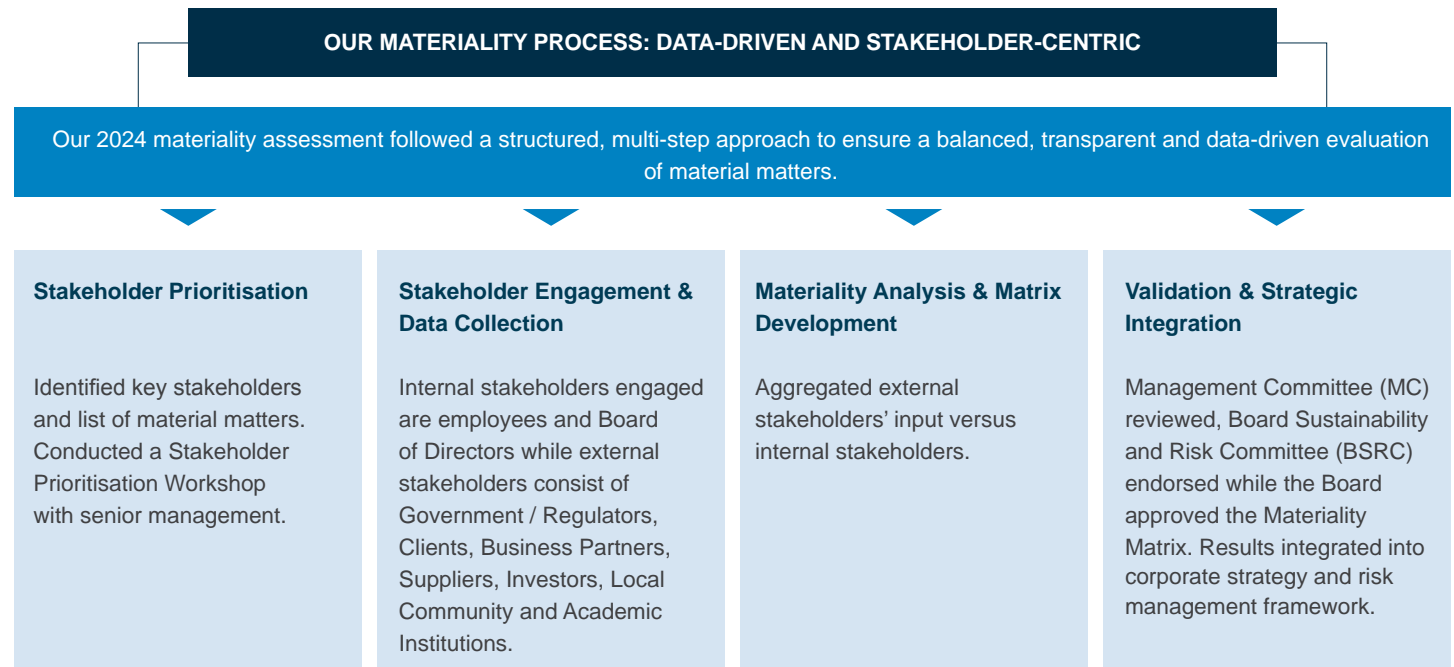 OUR MATERIALITY PROCESS: DATA-DRIVEN AND STAKEHOLDER-CENTRIC
Our 2024 materiality assessment followed a structured, multi-step approach to ensure a balanced, transparent and data-driven evaluation
of material matters.
Stakeholder Prioritisation
Identified key stakeholders
and list of material matters.
Conducted a Stakeholder
Prioritisation Workshop
with senior management.
Stakeholder Engagement &
Data Collection
Internal stakeholders engaged
are employees and Board
of Directors while external
stakeholders consist of
Government / Regulators,
Clients, Business Partners,
Suppliers, Investors, Local
Community and Academic
Institutions.
Materiality Analysis & Matrix
Development
Aggregated external
stakeholders’ input versus
internal stakeholders.
Validation & Strategic
Integration
Management Committee (MC)
reviewed, Board Sustainability
and Risk Committee (BSRC)
endorsed while the Board
approved the Materiality
Matrix. Results integrated into
corporate strategy and risk
management framework.